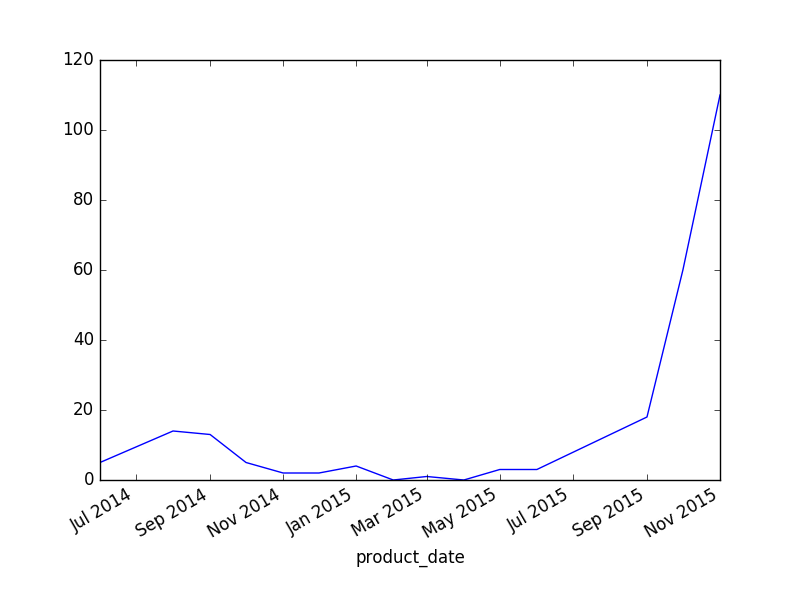 120
100
80
60
40
20
0
Jul 2014
Sep 2014
Nov 2014
Jan 2015
Mar 2015
May 2015
Jul 2015
Sep 2015
Nov 2015
product_date